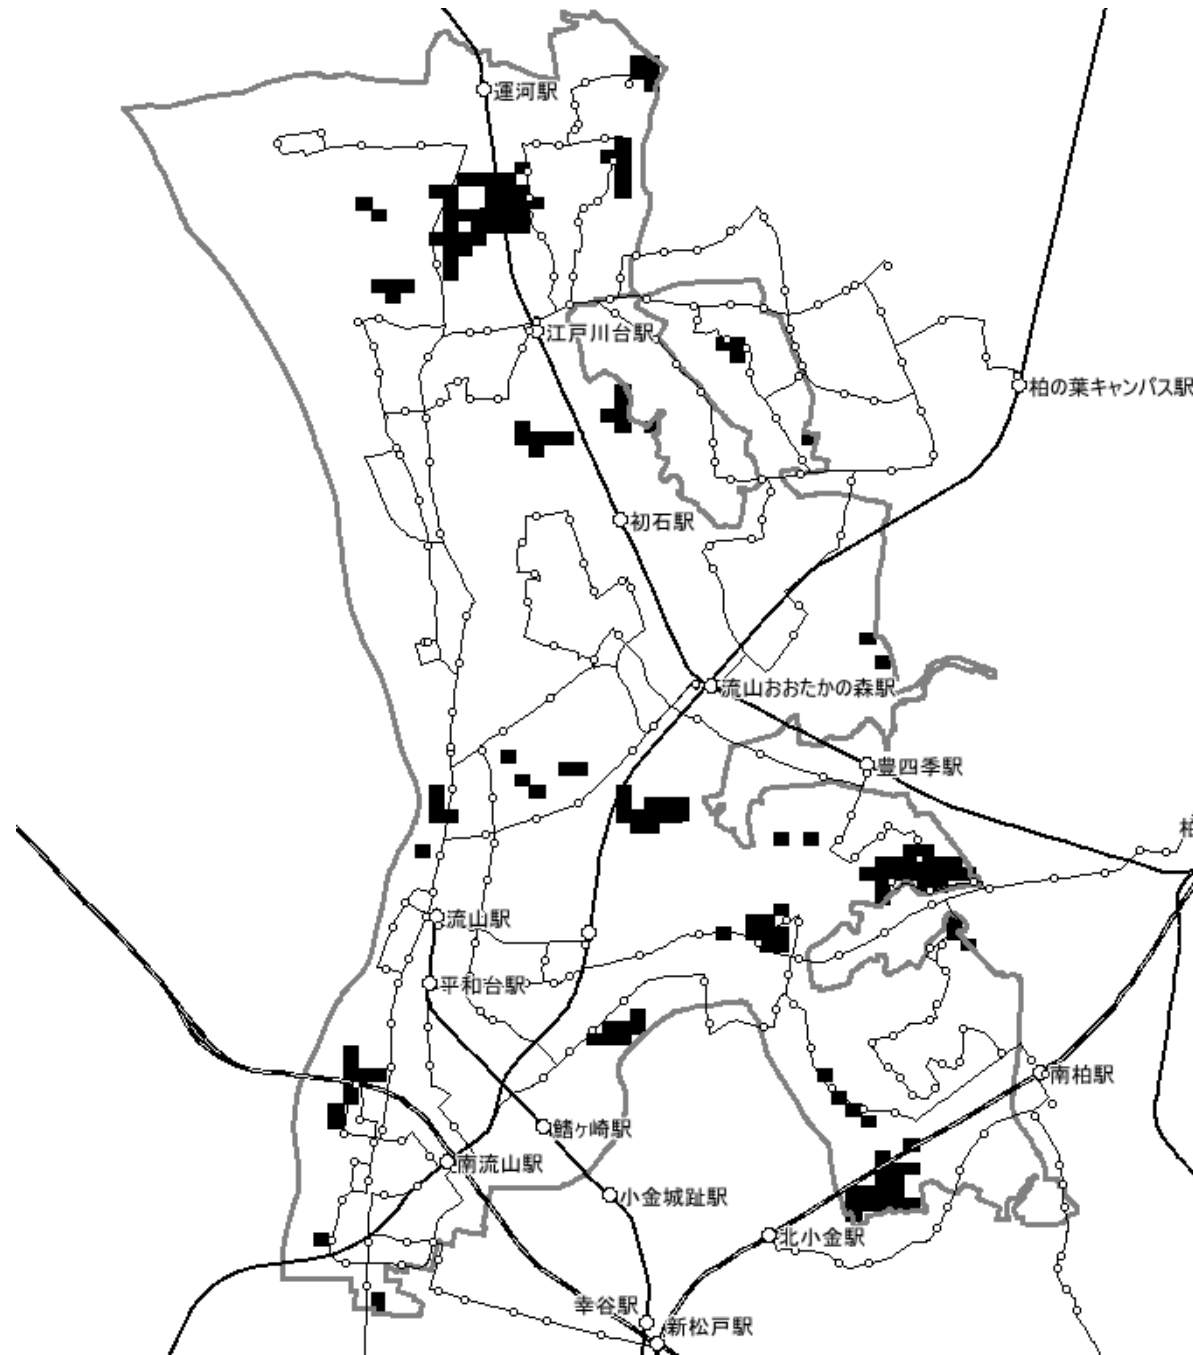 運河駅
江戸川台駅
柏の葉キャンパス駅
初石駅
流山おおたかの森駅
豊四季駅
柏
流山駅
平和台駅
南柏駅
鰭ヶ崎駅
南流山駅
小金城趾駅
北小金駅
幸谷駅
新松戸駅